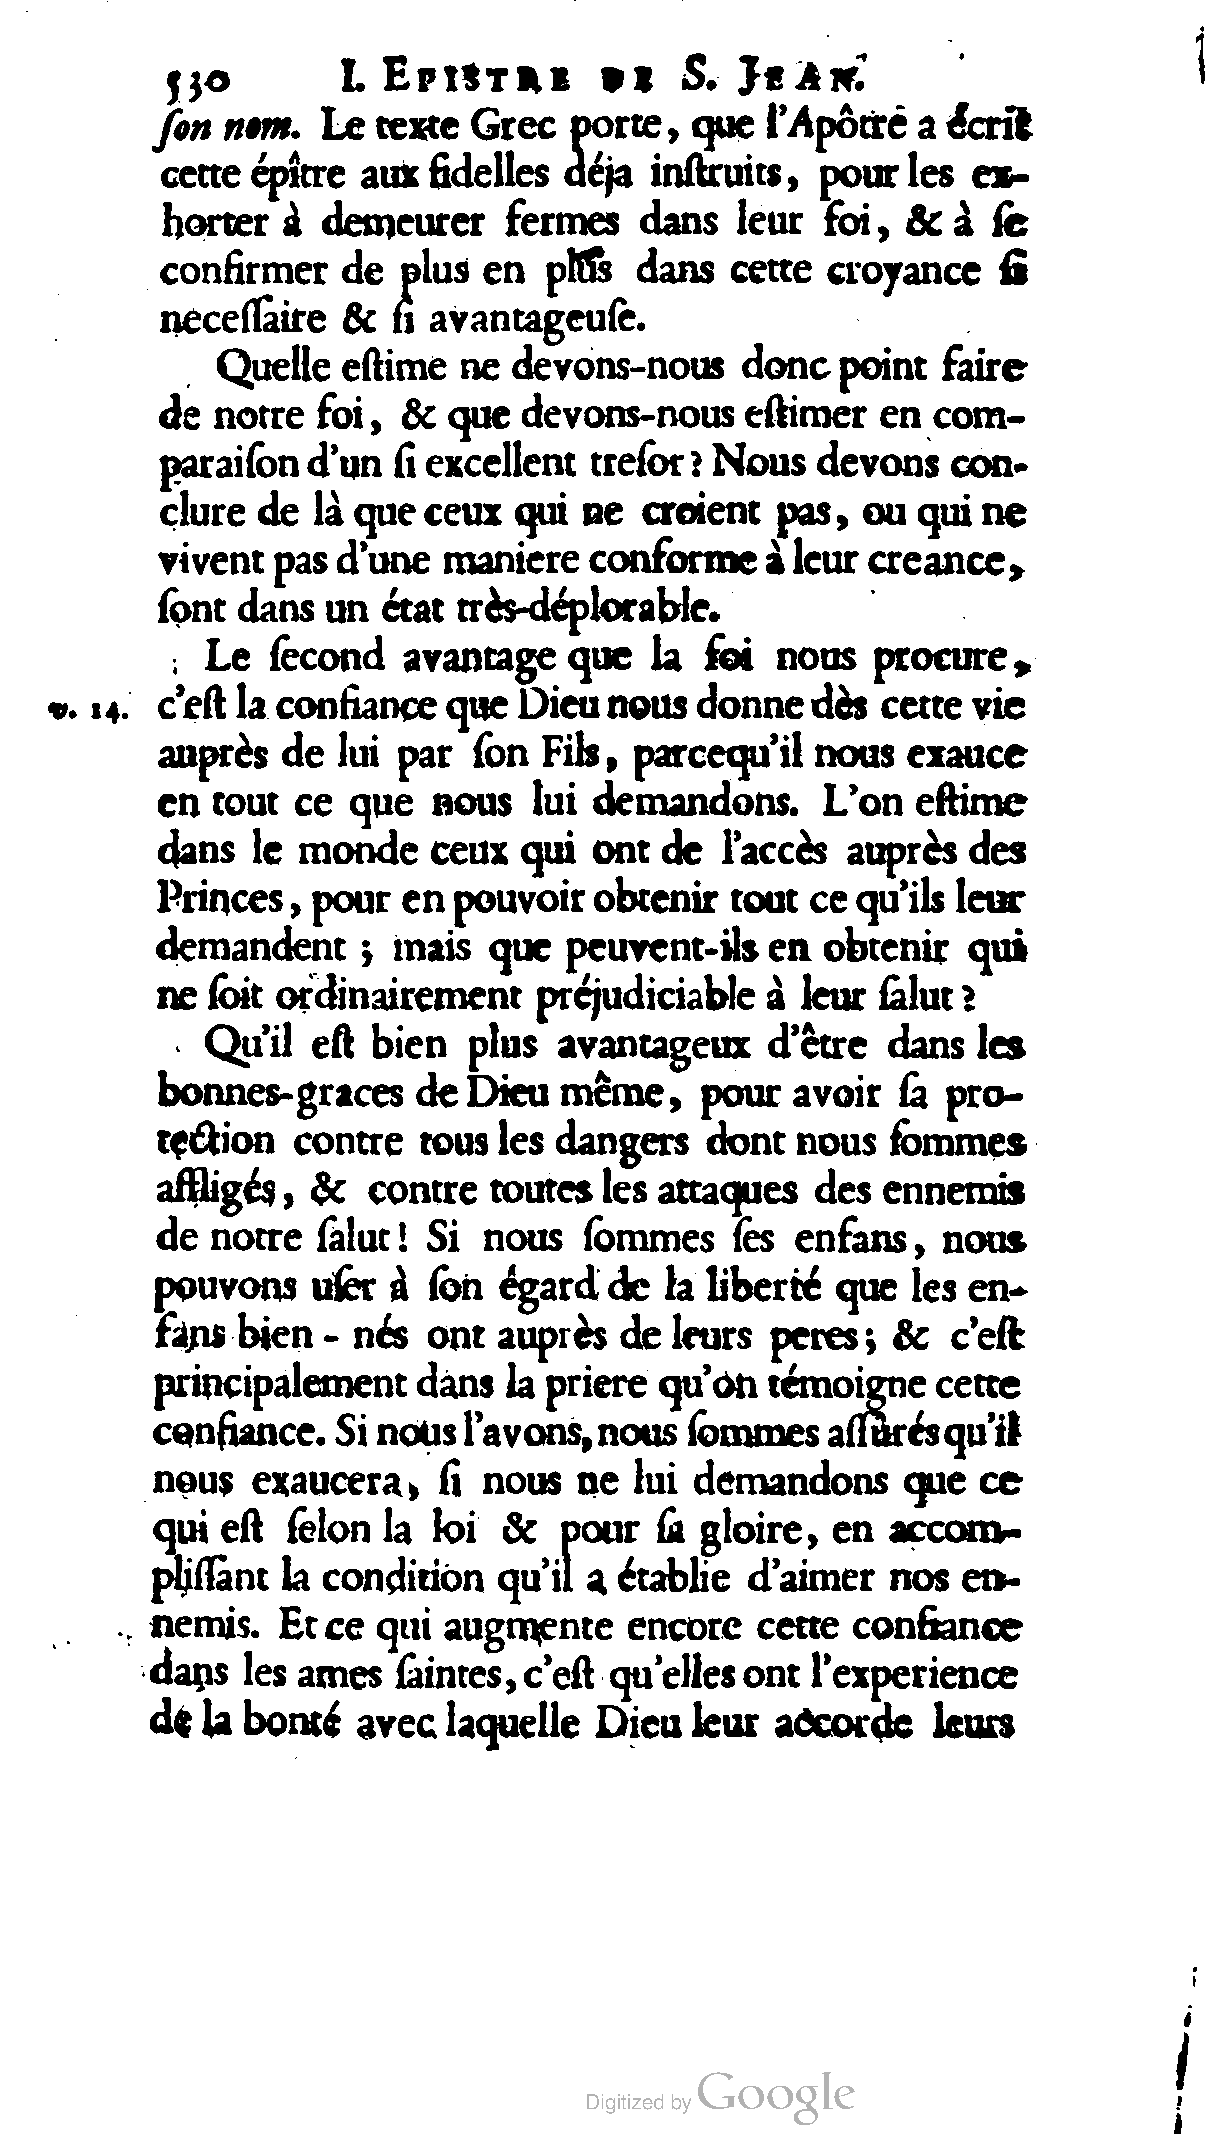 530 I. EPISTRE DE S. JEAN.
ſon nom. Le texte Grec porte, que l'Apôtre a écrit
cette épître aux fidelles déja inſtruits, pour les ex-
horter à demeurer fermes dans leur foi, & à ſe
confirmer de plus en plus dans cette croyance ſi
neceſſaire & ſi avantageuſe.
Quelle eſtime ne devons-nous donc point faire
de notre foi, & que devons-nous eſtimer en com-
paraiſon d'un ſi excellent treſor? Nous devons con-
clure de là que ceux qui ne croient pas, ou qui ne
vivent pas d'une maniere conforme à leur creance,
ſont dans un état très-déplorable.
Le ſecond avantage que la foi nous procure,
v. 14. c'eſt la confiance que Dieu nous donne dès cette vie
auprès de lui par ſon Fils, parcequ'il nous exauce
en tout ce que nous lui demandons. L'on eſtime
dans le monde ceux qui ont de l'accès auprès des
Princes, pour en pouvoir obtenir tout ce qu'ils leur
demandent ; mais que peuvent-ils en obtenir qui
ne ſoit ordinairement préjudiciable à leur ſalut?
Qu'il eſt bien plus avantageux d'être dans les
bonnes-graces de Dieu même, pour avoir ſa pro-
tection contre tous les dangers dont nous ſommes
affligés, & contre toutes les attaques des ennemis
de notre ſalut! Si nous ſommes ſes enfans, nous
pouvons uſer à ſon égard de la liberté que les en-
fans bien - nés ont auprès de leurs peres; & c'eſt
principalement dans la priere qu'on témoigne cette
confiance. Si nous l'avons, nous ſommes aſſurés qu'il
nous exaucera, ſi nous ne lui demandons que ce
qui eſt ſelon la loi & pour ſa gloire, en accom-
pliſſant la condition qu'il a établie d'aimer nos en-
nemis. Et ce qui augmente encore cette confiance
dans les ames ſaintes, c'eſt qu'elles ont l'experience
de la bonté avec laquelle Dieu leur accorde leurs
Digitized by Google